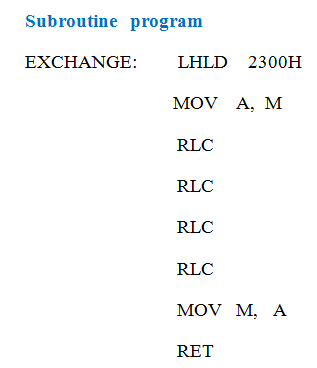 Subroutine program
EXCHANGE: LHLD 2300H
MOV A, M
RLC
RLC
RLC
RLC
MOV M, A
RET